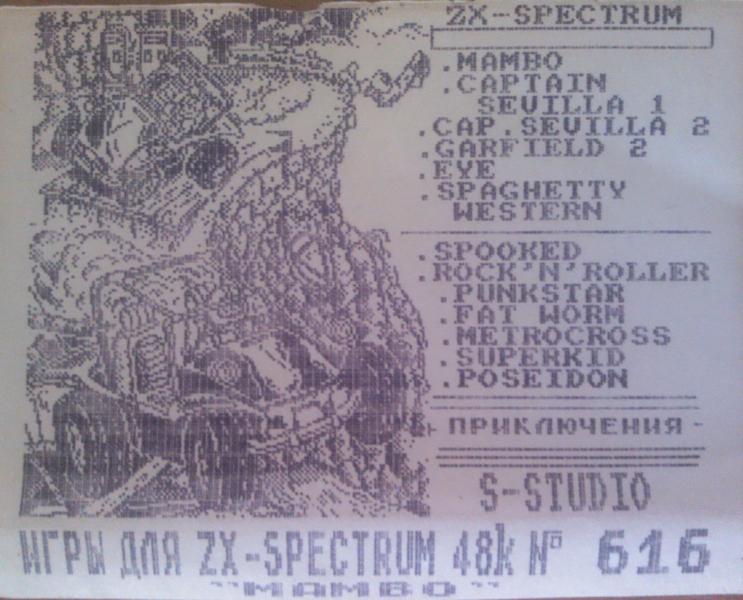 ZX-SPECTRUM
.MAMBO
.CAPTAIN
SEVILLA 1
.CAP.SEVILLA 2
.GARFIELD 2
.EYE
.SPAGHETTY
WESTERN
.SPOOKED
.ROCK'N'ROLLER
.PUNKSTAR
.FAT WORM
.METROCROSS
.SUPERKID
.POSEIDON
ПРИКЛЮЧЕНИЯ -
S-STUDIO
ИГРЫ ДЛЯ ZX-SPECTRUM 48k № 616
"MAMBO"